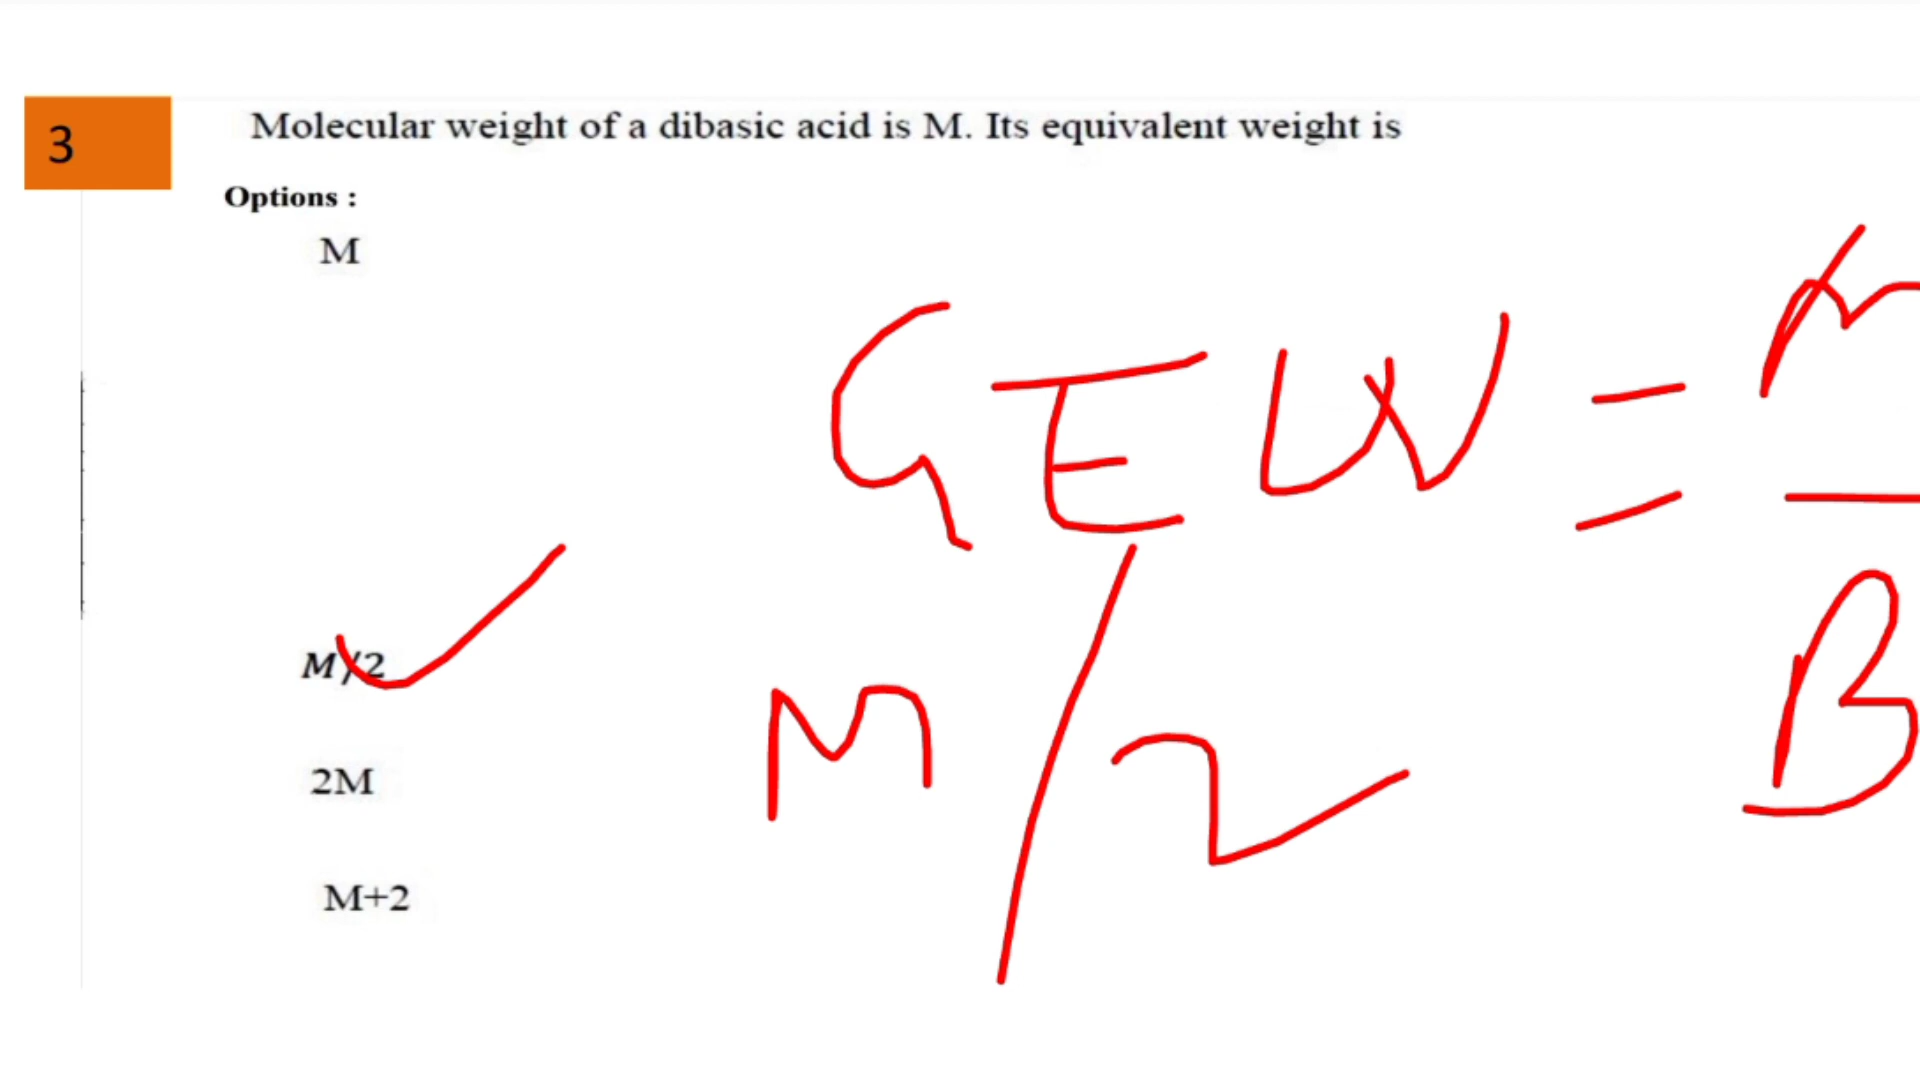 3 Molecular weight of a dibasic acid is M. Its equivalent weight is
Options :
M
GEW = M
B
M/2
M/2
2M
M+2